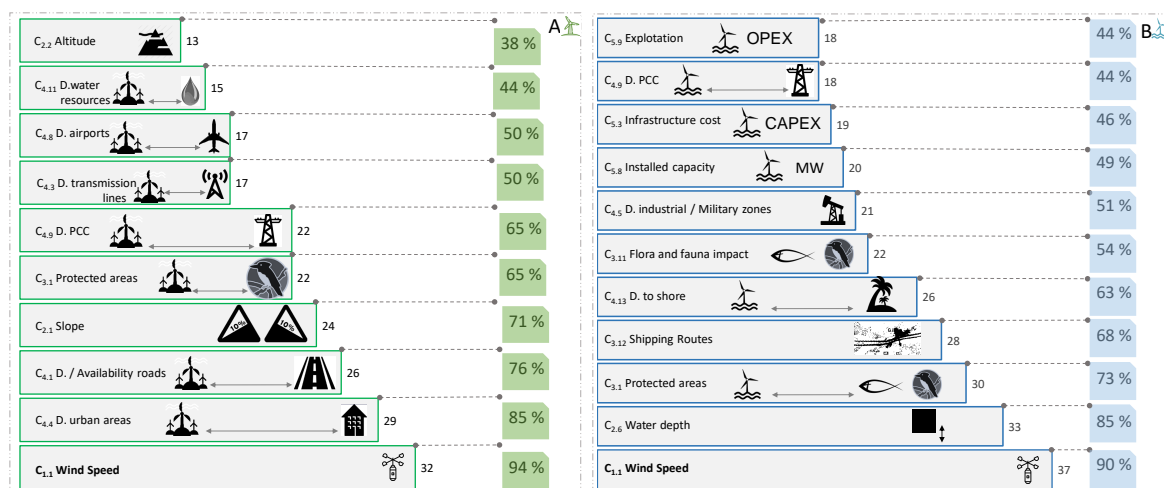 A
C2.2 Altitude
13
38 %
C4.11 D.water
resources
15
44 %
C4.8 D. airports
17
50 %
C4.3 D. transmission
lines
17
50 %
C4.9 D. PCC
22
65 %
C3.1 Protected areas
22
65 %
C2.1 Slope
10%
10%
24
71 %
C4.1 D. / Availability roads
26
76 %
C4.4 D. urban areas
29
85 %
C1.1 Wind Speed
32
94 %
B
C5.9 Explotation
OPEX
18
44 %
C4.9 D. PCC
18
44 %
C5.3 Infrastructure cost
CAPEX
19
46 %
C5.8 Installed capacity
MW
20
49 %
C4.5 D. industrial / Military zones
21
51 %
C3.11 Flora and fauna impact
22
54 %
C4.13 D. to shore
26
63 %
C3.12 Shipping Routes
28
68 %
C3.1 Protected areas
30
73 %
C2.6 Water depth
33
85 %
C1.1 Wind Speed
37
90 %